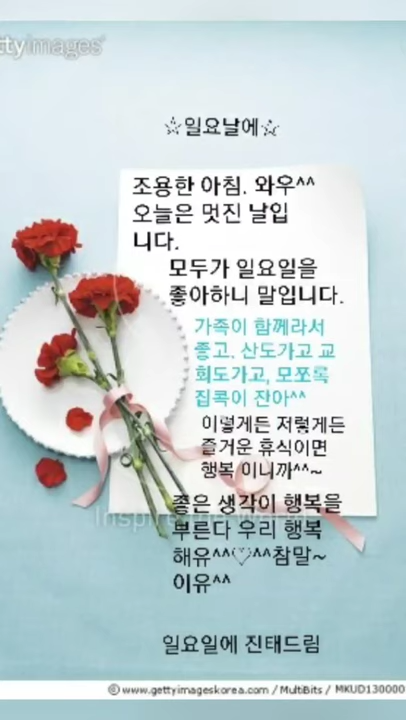 gettyimages
☆일요날에☆
조용한 아침. 와우^^
오늘은 멋진 날입
니다.
모두가 일요일을
좋아하니 말입니다.
가족이 함께라서
좋고. 산도가고 교
회도가고, 모쪼록
집콕이 잔아^^
이렇게든 저렇게든
즐거운 휴식이면
행복 이니까^^~
좋은 생각이 행복을
부른다 우리 행복
해유^^♡^^참말~
이유^^
일요일에 진태드림
© www.gettyimageskorea.com / MultiBits / MKUD130000